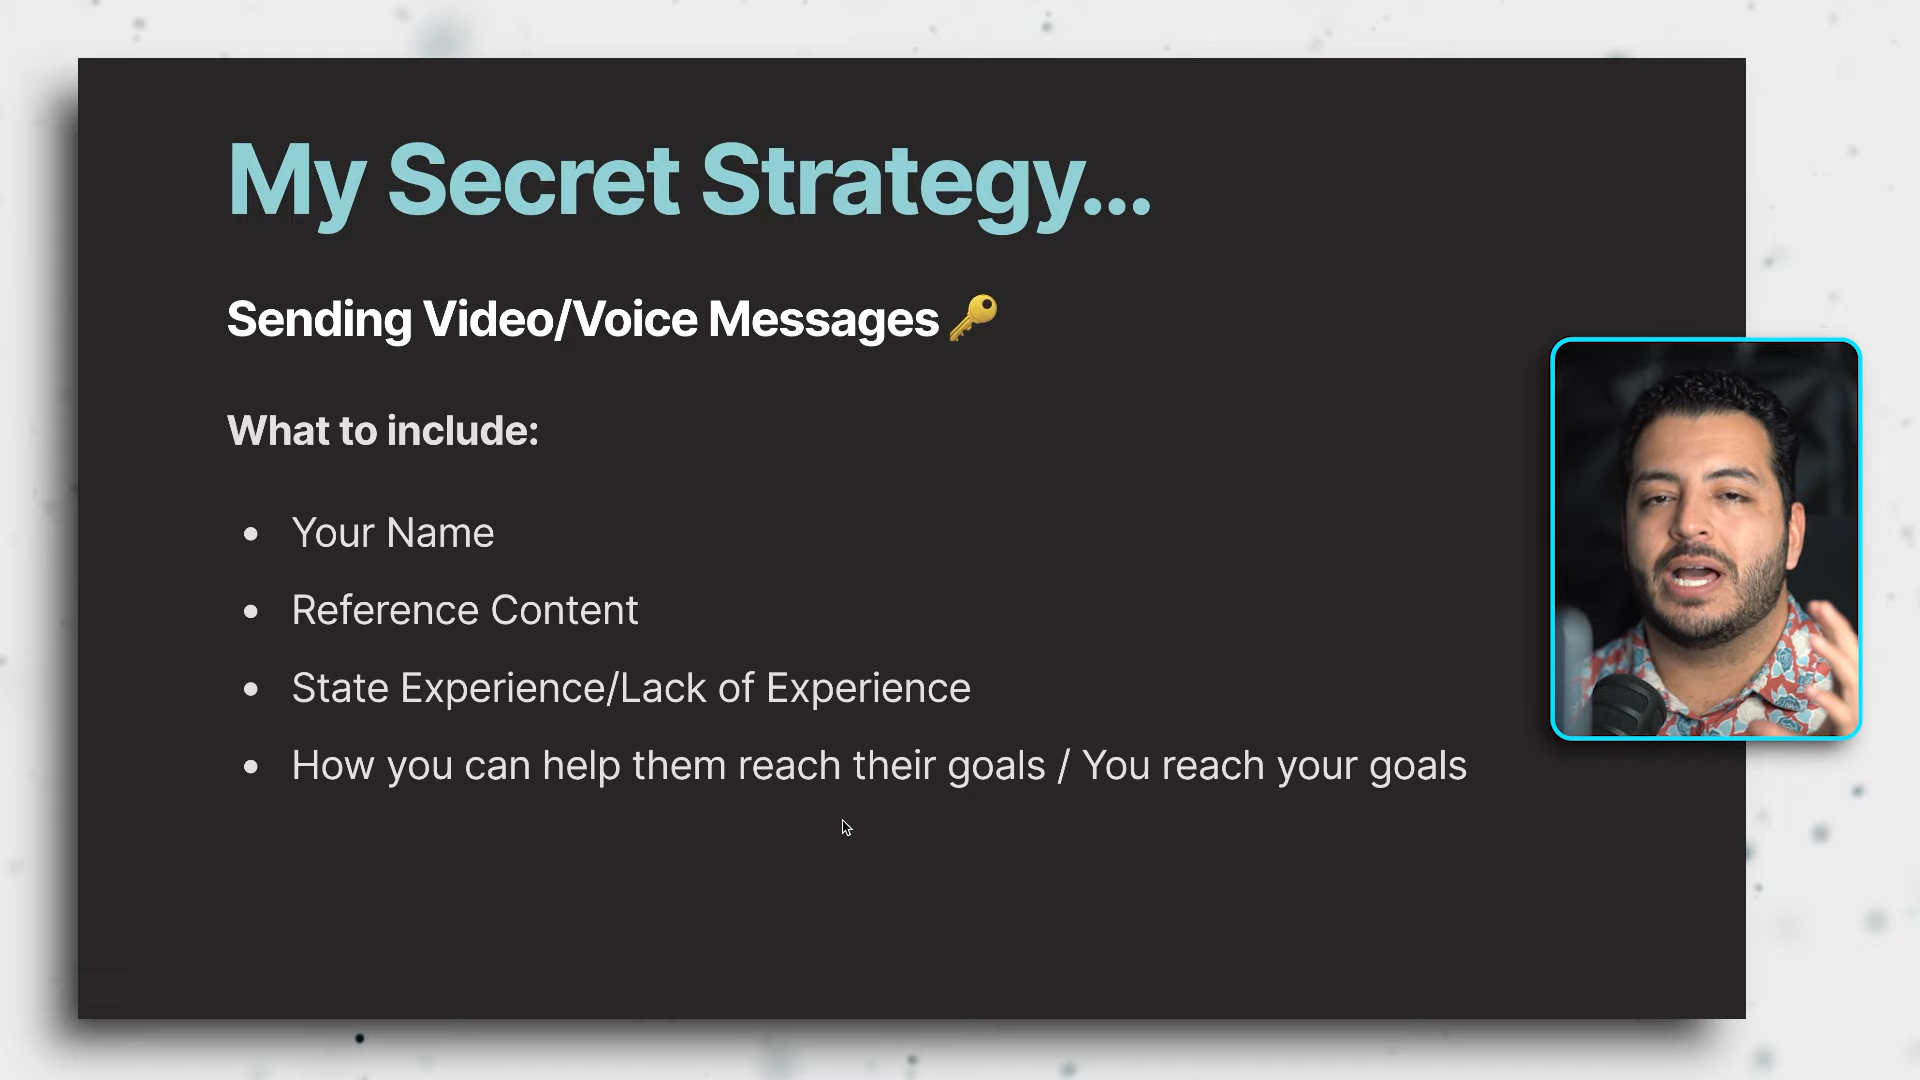 My Secret Strategy...
Sending Video/Voice Messages 🔑
What to include:
• Your Name
• Reference Content
• State Experience/Lack of Experience
• How you can help them reach their goals / You reach your goals